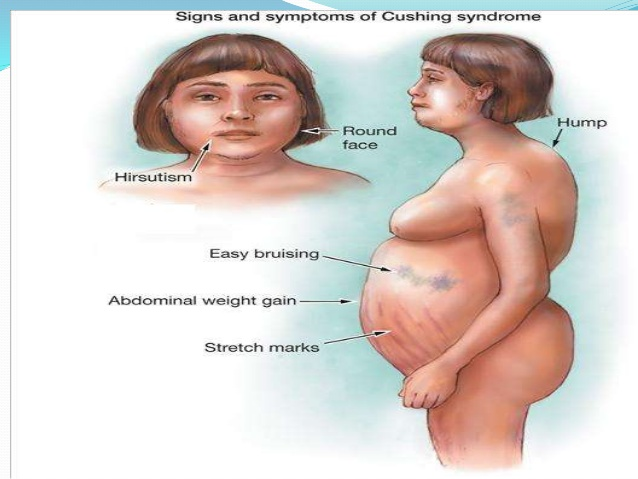 Signs and symptoms of Cushing syndrome
Hump
Round
face
Hirsutism
Easy bruising
Abdominal weight gain
Stretch marks